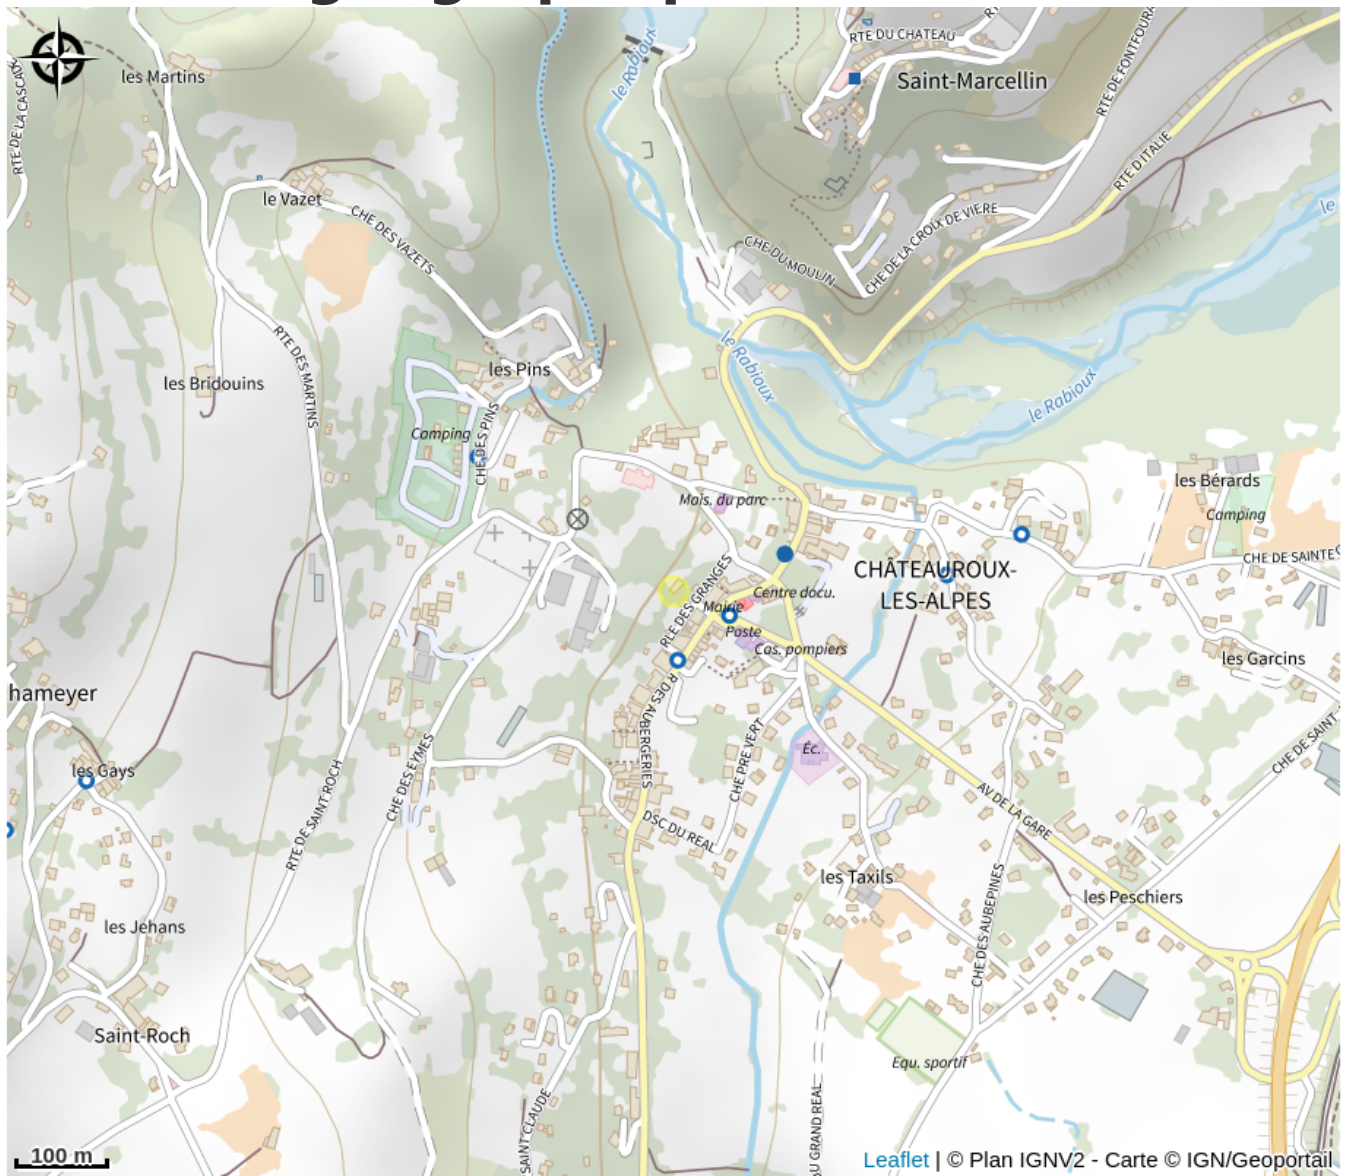 le Rabioux
RTE DU CHATEAU
les Martins
Saint-Marcellin
RTE DE LA CASCADE
RTE DE FONTFOURA
RTE D ITALIE
le Vazet
CHE DES VAZETS
CHE DE LA CROIX DE VIERE
le
CHE DU MOULIN
RTE DES MARTINS
le Rabioux
les Pins
les Bridouins
le Rabioux
Camping
CHE DES PINS
les Bérards
Mais. du parc
Camping
CHE DE SAINTE
CHÂTEAUROUX-
LES-ALPES
RLE DES GRANGES
Centre docu.
Mairie
Poste
Cas. pompiers
les Garcins
hameyer
R DES AUBERGERIES
CHE PRE VERT
Éc.
CHE DE SAINT-
les Gays
CHE DES EYMES
RTE DE SAINT ROCH
AV DE LA GARE
DSC DU REAL
les Taxils
les Peschiers
CHE DES AUBEPINES
les Jehans
Saint-Roch
Equ. sportif
SAINT CLAUDE
U GRAND REAL
100 m
Leaflet | © Plan IGNV2 - Carte © IGN/Geoportail